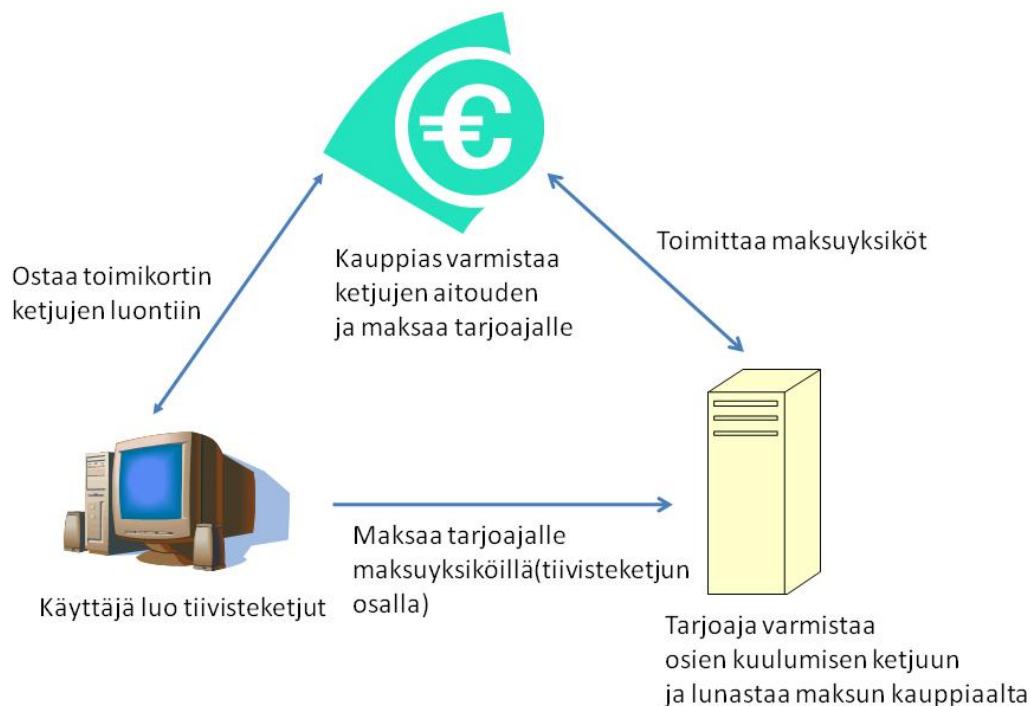 Ostaa toimikortin
ketjujen luontiin
Kauppias varmistaa
ketjujen aitouden
ja maksaa tarjoajalle
Toimittaa maksuyksiköt
Käyttäjä luo tiivisteketjut
Maksaa tarjoajalle
maksuyksiköillä(tiivisteketjun
osalla)
Tarjoaja varmistaa
osien kuulumisen ketjuun
ja lunastaa maksun kauppiaalta